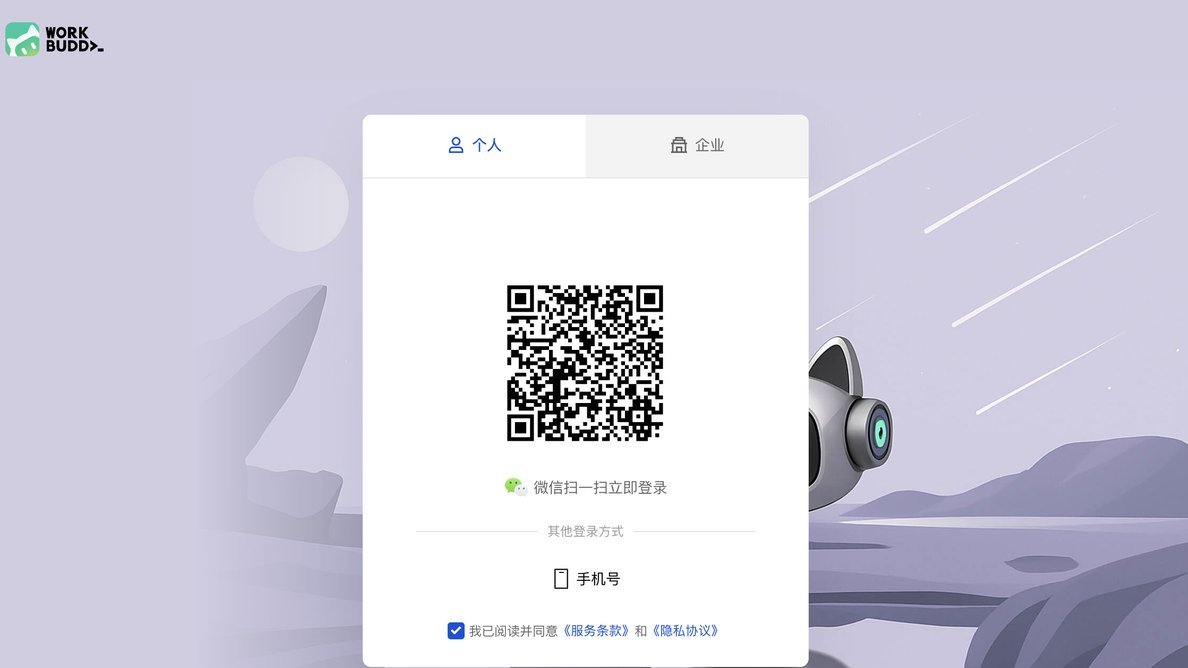 WORK
BUDD>_
个人
企业
微信扫一扫立即登录
其他登录方式
手机号
我已阅读并同意《服务条款》和《隐私协议》